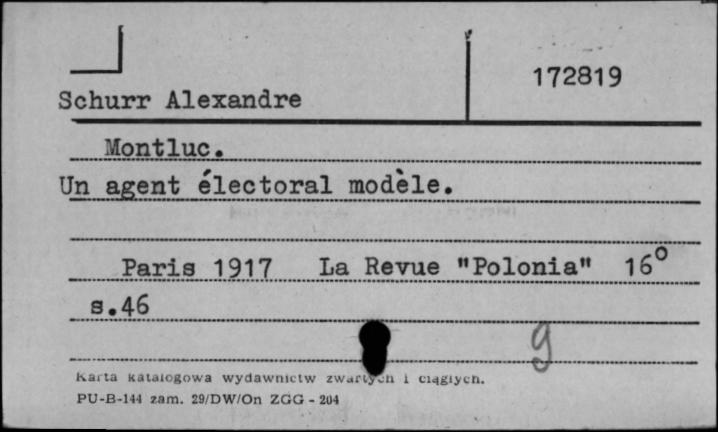 172819
Schurr Alexandre
Montluc.
Un agent électoral modèle.
Paris 1917 La Revue "Polonia" 16°
s.46
g
Karta katalogowa wydawnictw zwartych i ciągłych.
PU-B-144 zam. 29/DW/On ZGG - 204